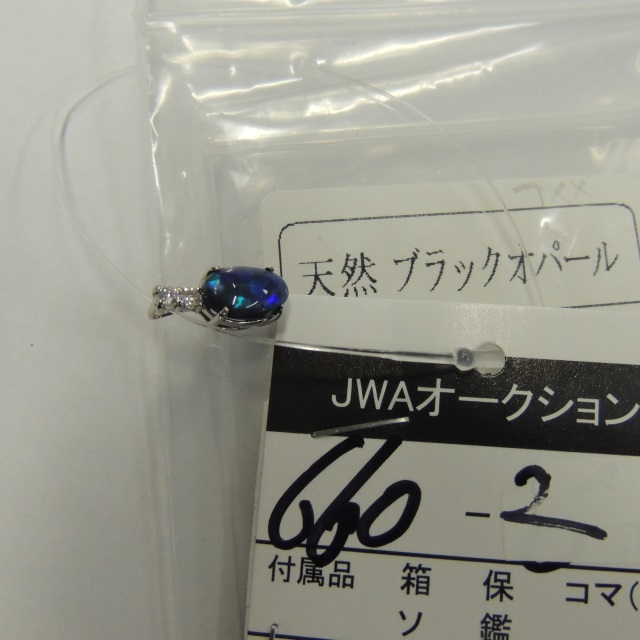 天然 ブラックオパール
JWAオークション
660-2
付属品 箱 保 コマ(
ソ 鑑